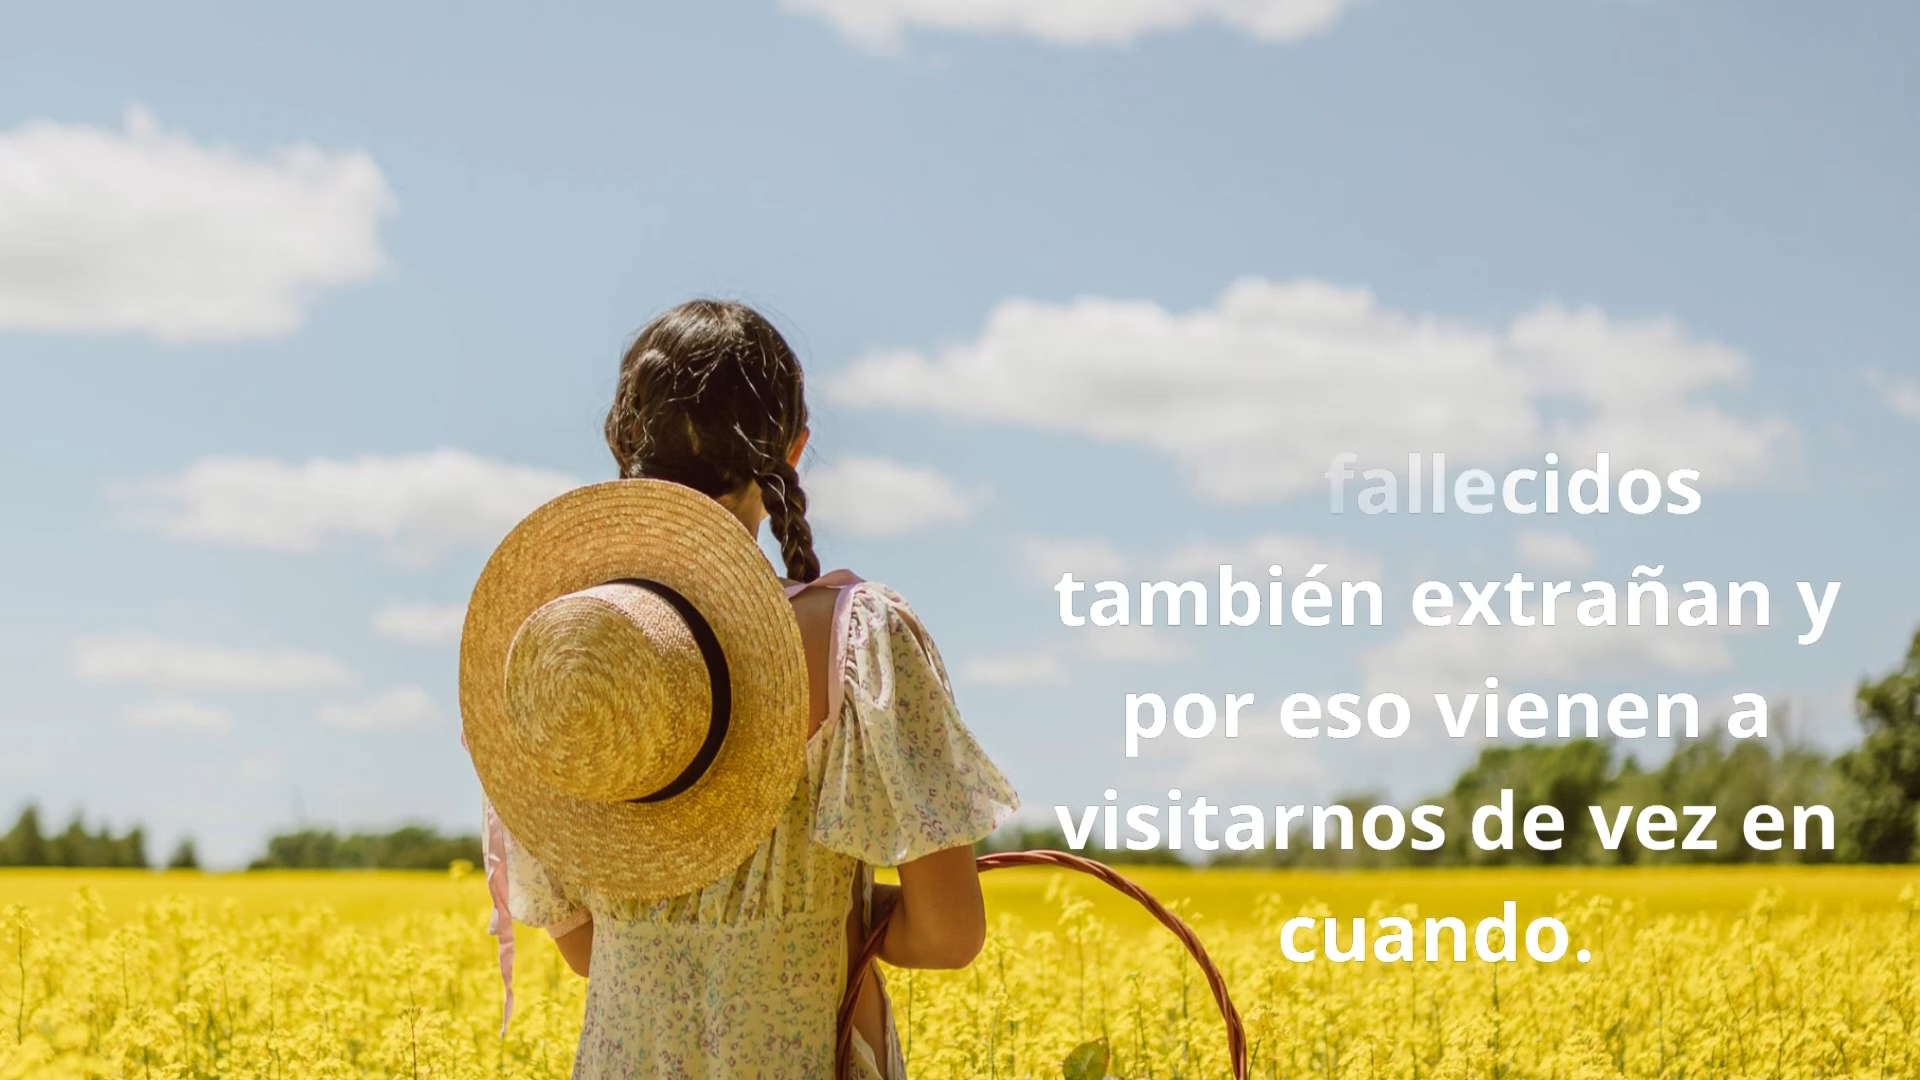 fallecidos
también extrañan y
por eso vienen a
visitarnos de vez en
cuando.